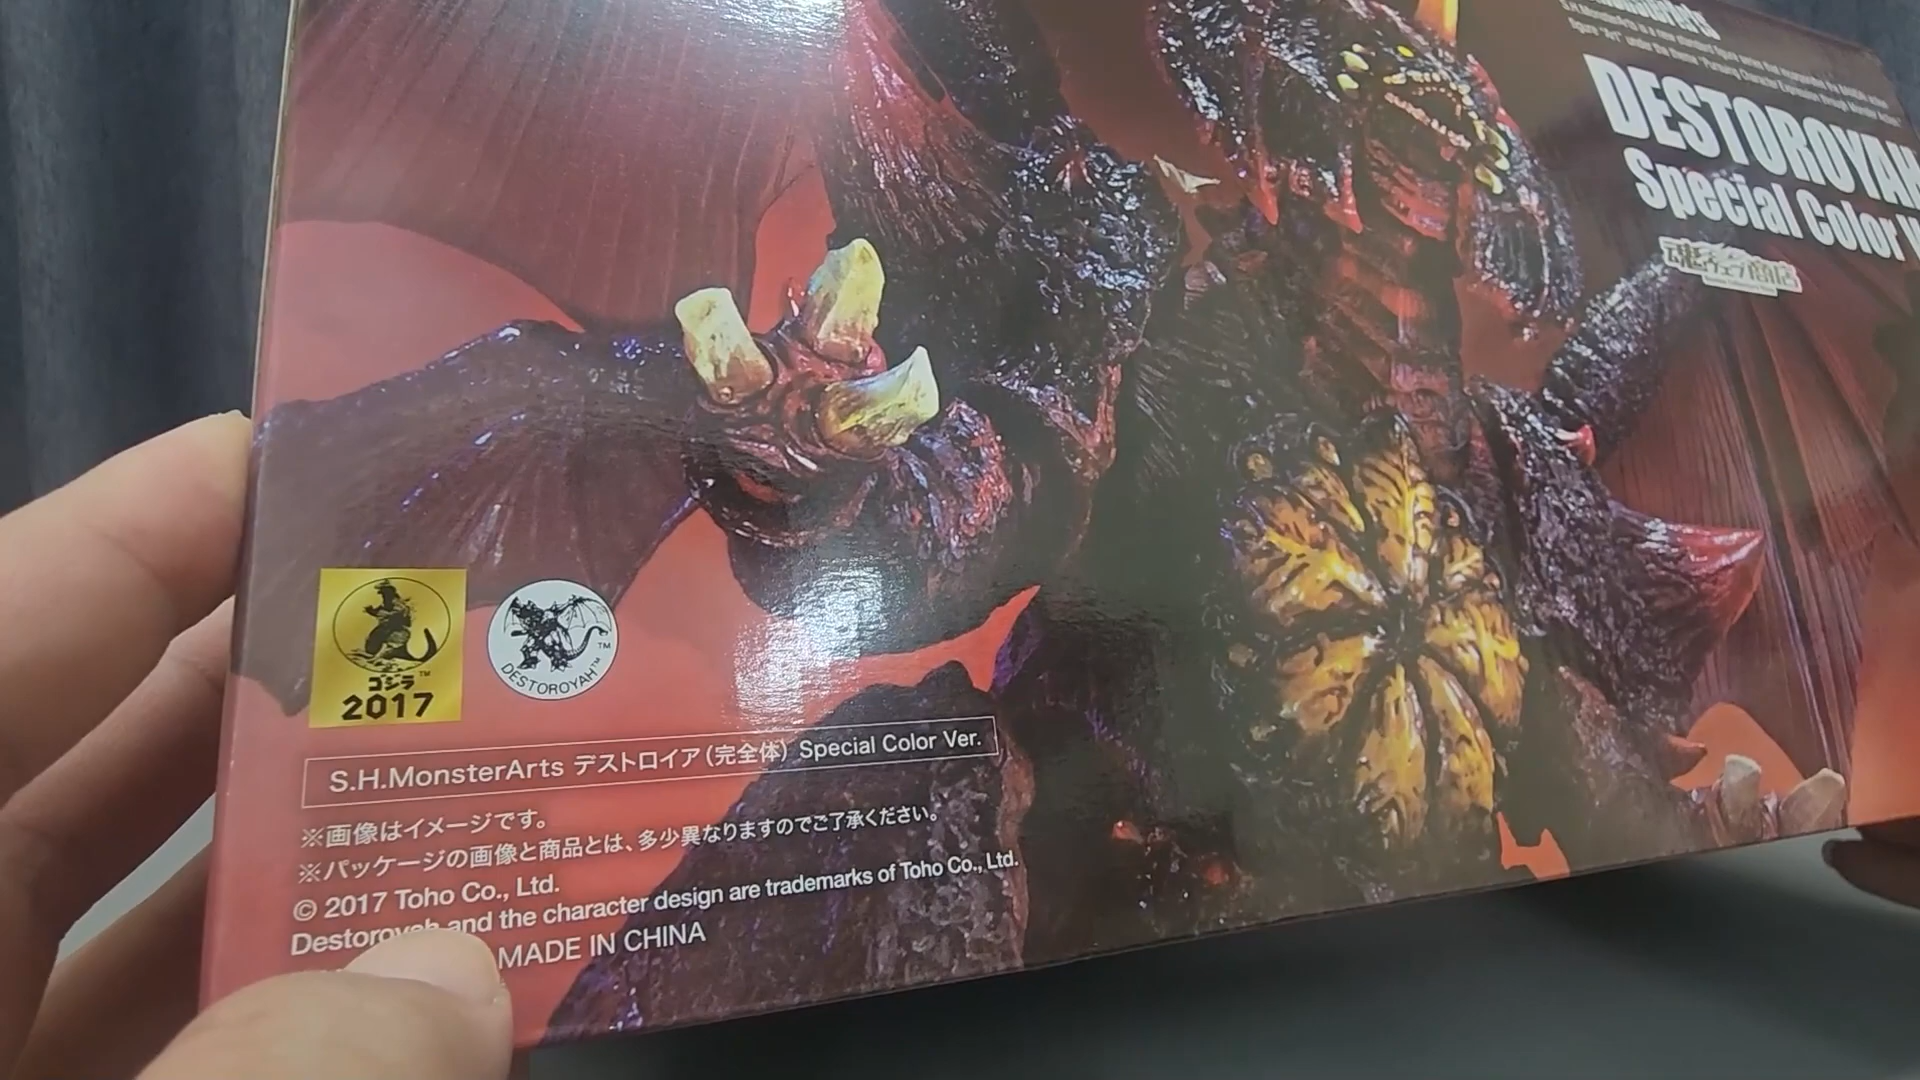 DESTOROYAH
Special Color
魂ウェブ商店
ゴジラ™
2017
DESTOROYAH™
TM
S.H.MonsterArts デストロイア(完全体) Special Color Ver.
※画像はイメージです。
※パッケージの画像と商品とは、多少異なりますのでご了承ください。
© 2017 Toho Co., Ltd.
Destoroyah and the character design are trademarks of Toho Co., Ltd.
MADE IN CHINA